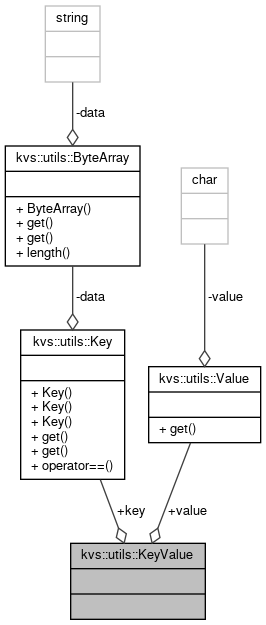 string
-data
kvs::utils::ByteArray
+ ByteArray()
+ get()
+ get()
+ length()
char
-data
-value
kvs::utils::Key
+ Key()
+ Key()
+ Key()
+ get()
+ get()
+ operator==()
kvs::utils::Value
+ get()
+key
+value
kvs::utils::KeyValue